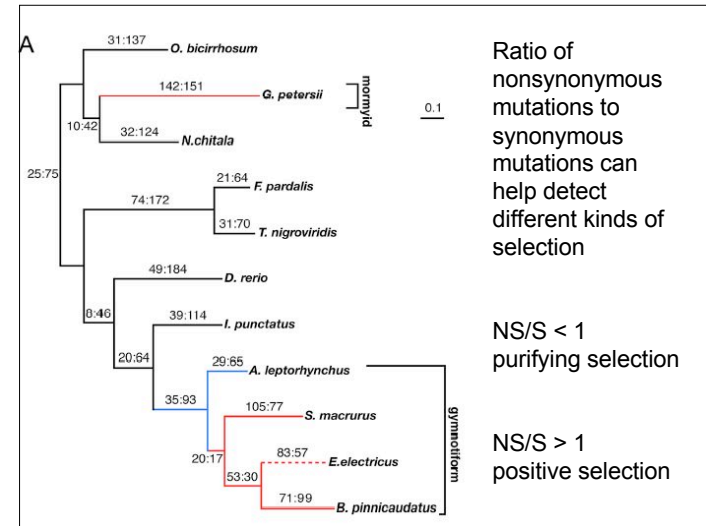 A
31:137
O. bicirrhosum
142:151
G. petersii
mormyid
0.1
10:42
32:124
N.chitala
25:75
21:64
F. pardalis
74:172
31:70
T. nigroviridis
49:184
D. rerio
8:46
39:114
I. punctatus
20:64
29:65
A. leptorhynchus
35:93
105:77
S. macrurus
20:17
83:57
E.electricus
53:30
71:99
B. pinnicaudatus
gymnotiform
Ratio of
nonsynonymous
mutations to
synonymous
mutations can
help detect
different kinds of
selection
NS/S < 1
purifying selection
NS/S > 1
positive selection